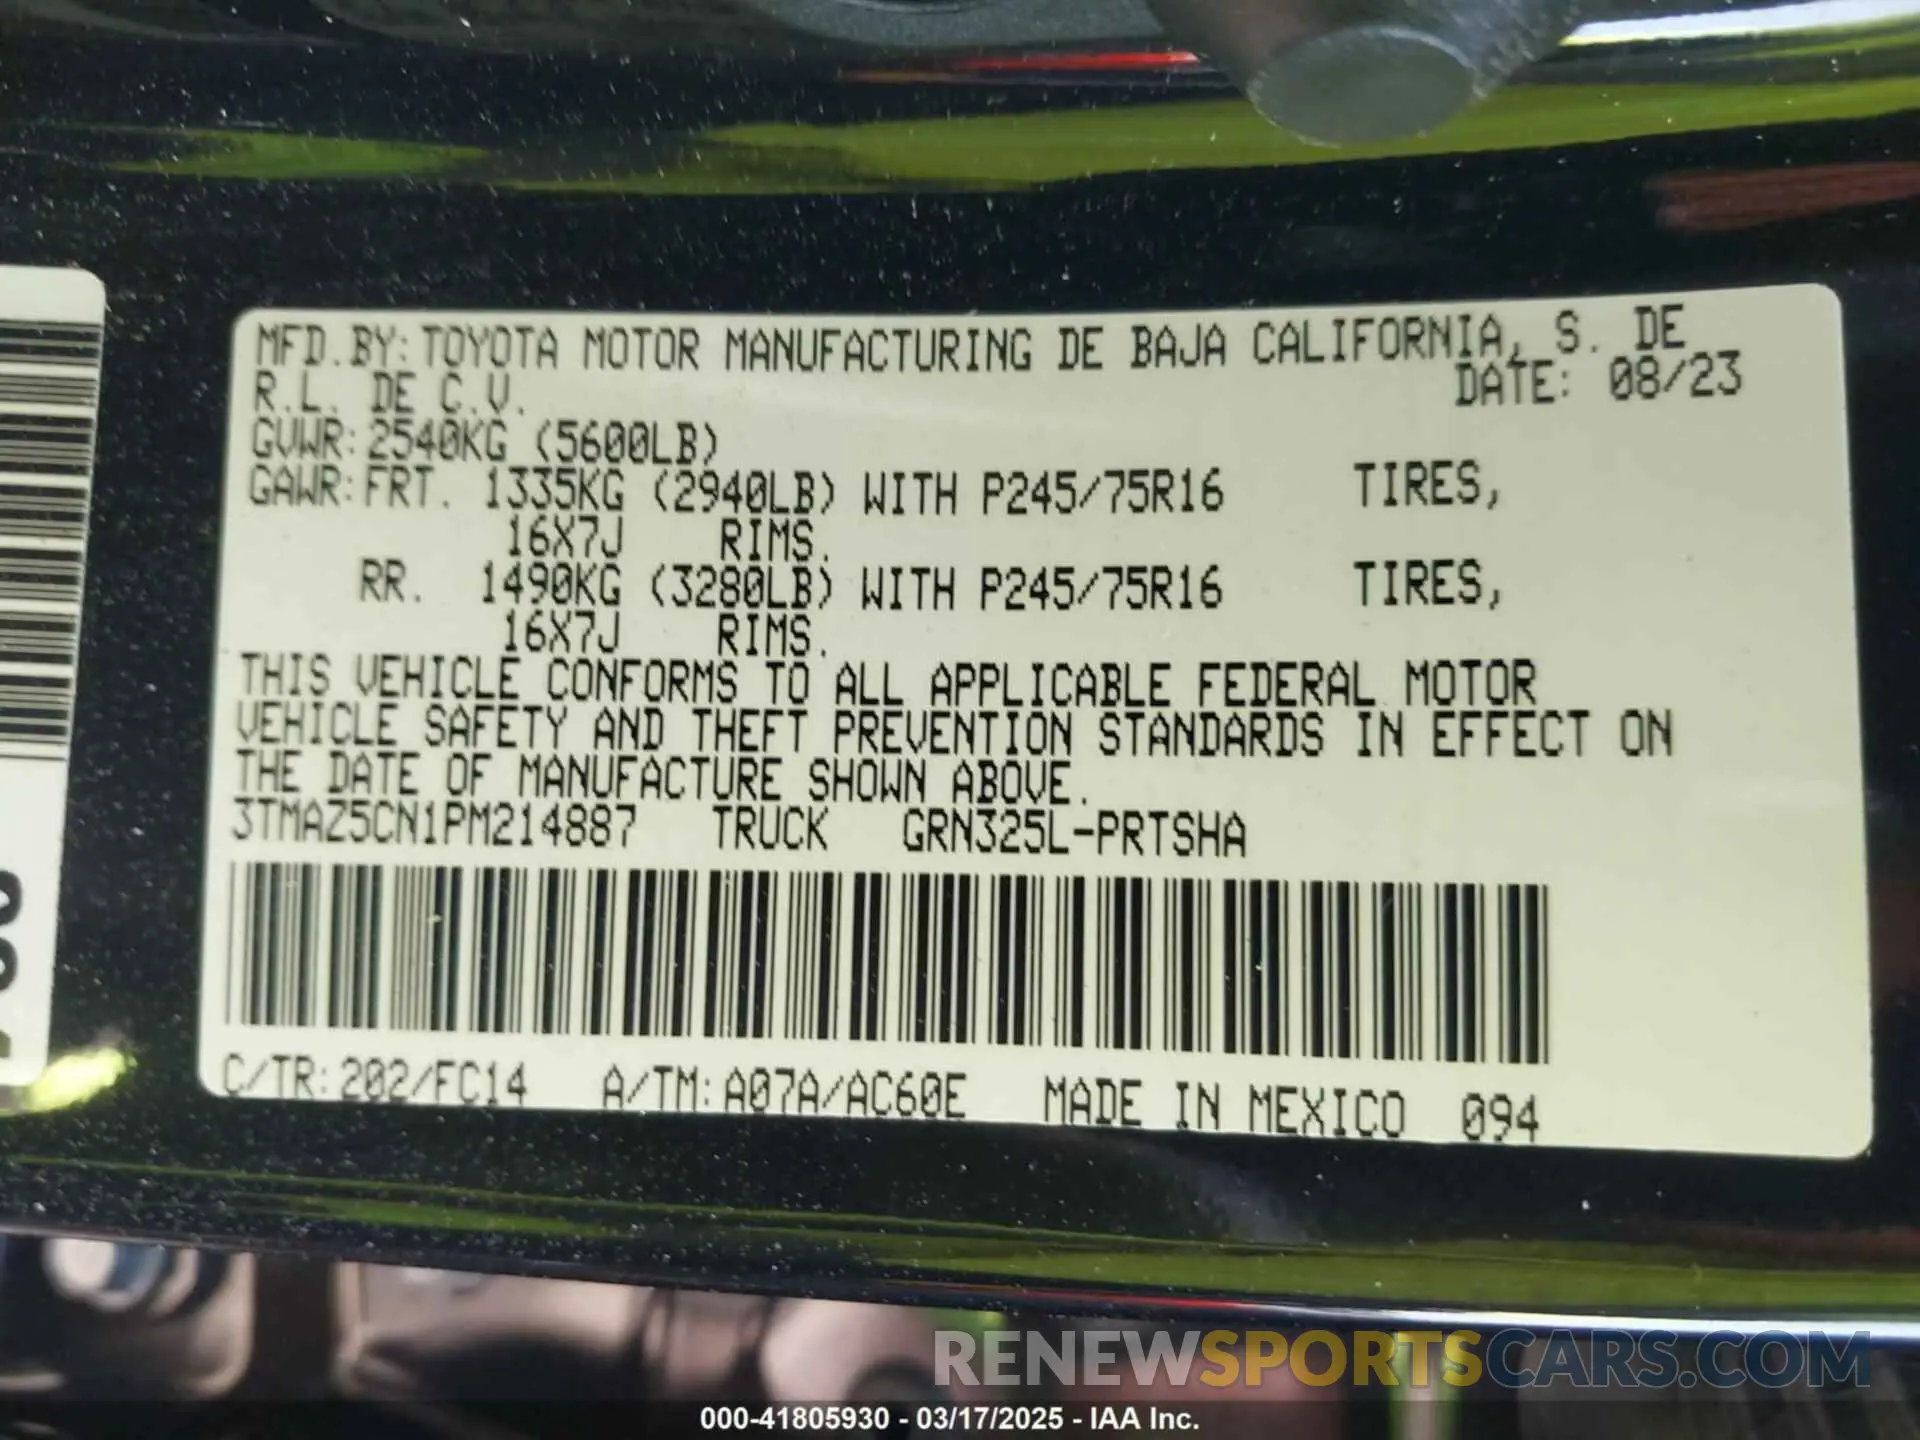 MFD.BY:TOYOTA MOTOR MANUFACTURING DE BAJA CALIFORNIA, S. DE
R.L. DE C.V. DATE: 08/23
GVWR:2540KG (5600LB)
GAWR:FRT. 1335KG (2940LB) WITH P245/75R16 TIRES,
16X7J RIMS.
RR. 1490KG (3280LB) WITH P245/75R16 TIRES,
16X7J RIMS.
THIS VEHICLE CONFORMS TO ALL APPLICABLE FEDERAL MOTOR
VEHICLE SAFETY AND THEFT PREVENTION STANDARDS IN EFFECT ON
THE DATE OF MANUFACTURE SHOWN ABOVE.
3TMAZ5CN1PM214887 TRUCK GRN325L-PRTSHA
C/TR:202/FC14 A/TM:A07A/AC60E MADE IN MEXICO 094
RENEWSPORTSCARS.COM
000-41805930 - 03/17/2025 - IAA Inc.